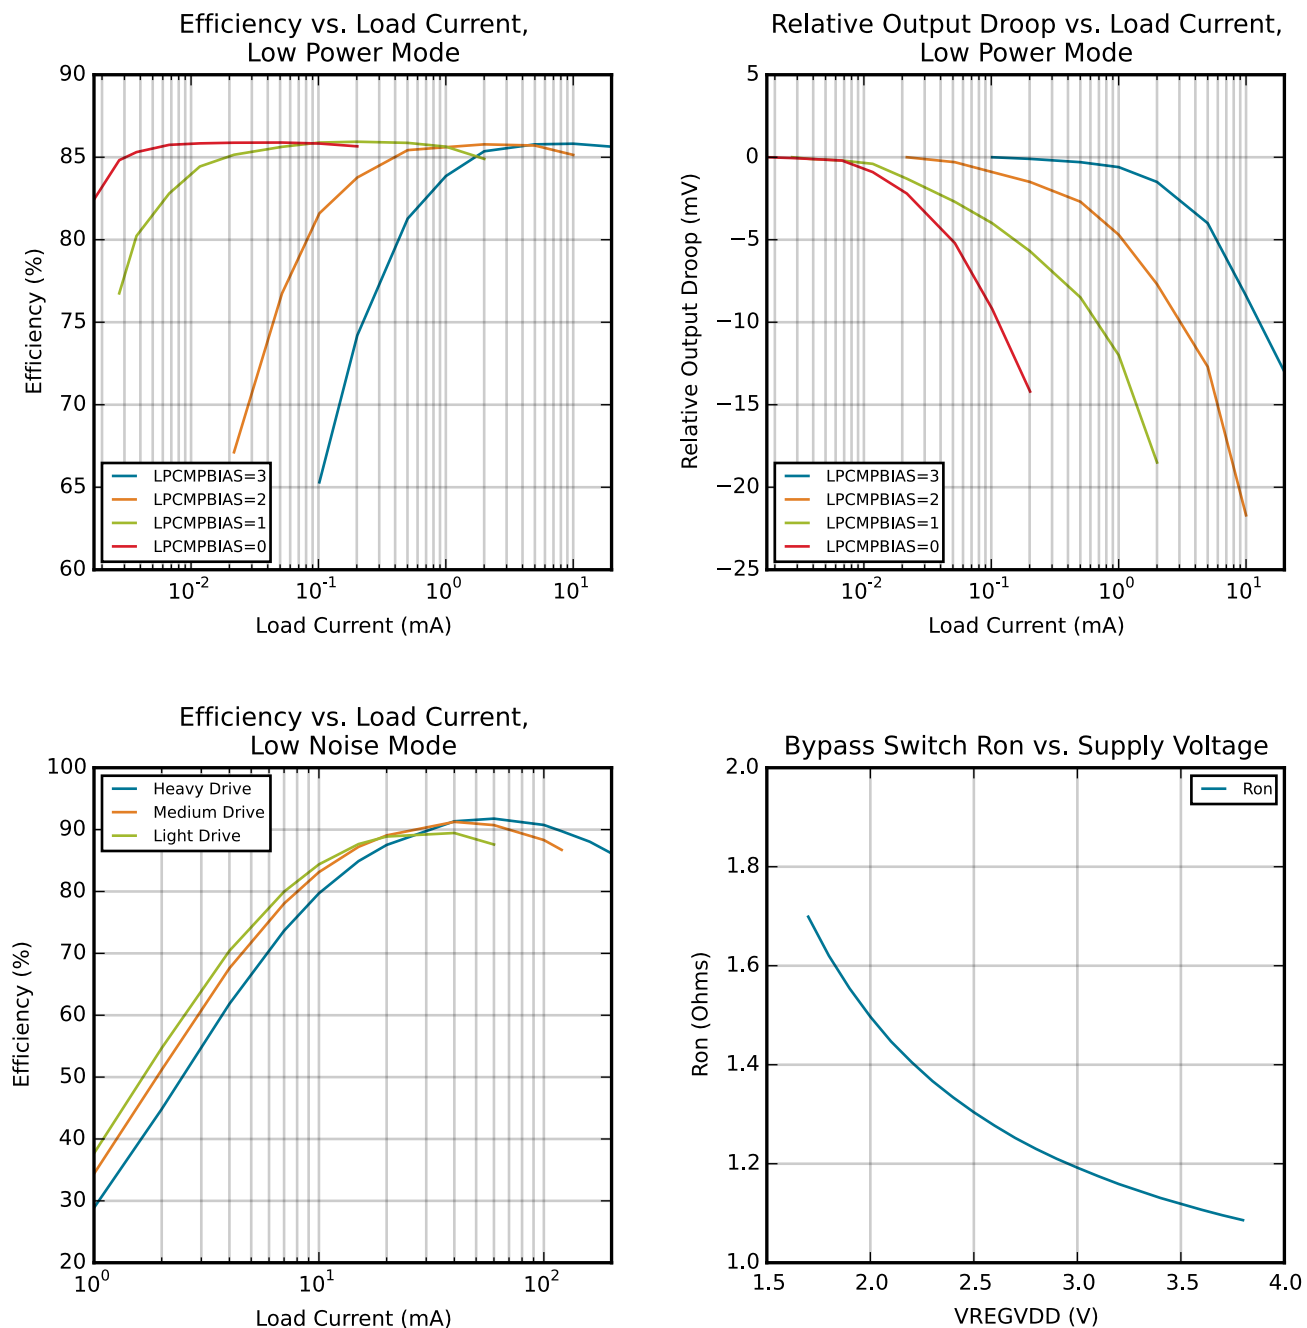 Efficiency vs. Load Current,
Low Power Mode
90
85
80
75
70
65
60
Efficiency (%)
LPCMPBIAS=3
LPCMPBIAS=2
LPCMPBIAS=1
LPCMPBIAS=0
10⁻² 10⁻¹ 10⁰ 10¹
Load Current (mA)
Relative Output Droop vs. Load Current,
Low Power Mode
5
0
−5
−10
−15
−20
−25
Relative Output Droop (mV)
LPCMPBIAS=3
LPCMPBIAS=2
LPCMPBIAS=1
LPCMPBIAS=0
10⁻² 10⁻¹ 10⁰ 10¹
Load Current (mA)
Efficiency vs. Load Current,
Low Noise Mode
100
90
80
70
60
50
40
30
20
Efficiency (%)
Heavy Drive
Medium Drive
Light Drive
10⁰ 10¹ 10²
Load Current (mA)
Bypass Switch Ron vs. Supply Voltage
2.0
1.8
1.6
1.4
1.2
1.0
Ron (Ohms)
Ron
1.5 2.0 2.5 3.0 3.5 4.0
VREGVDD (V)